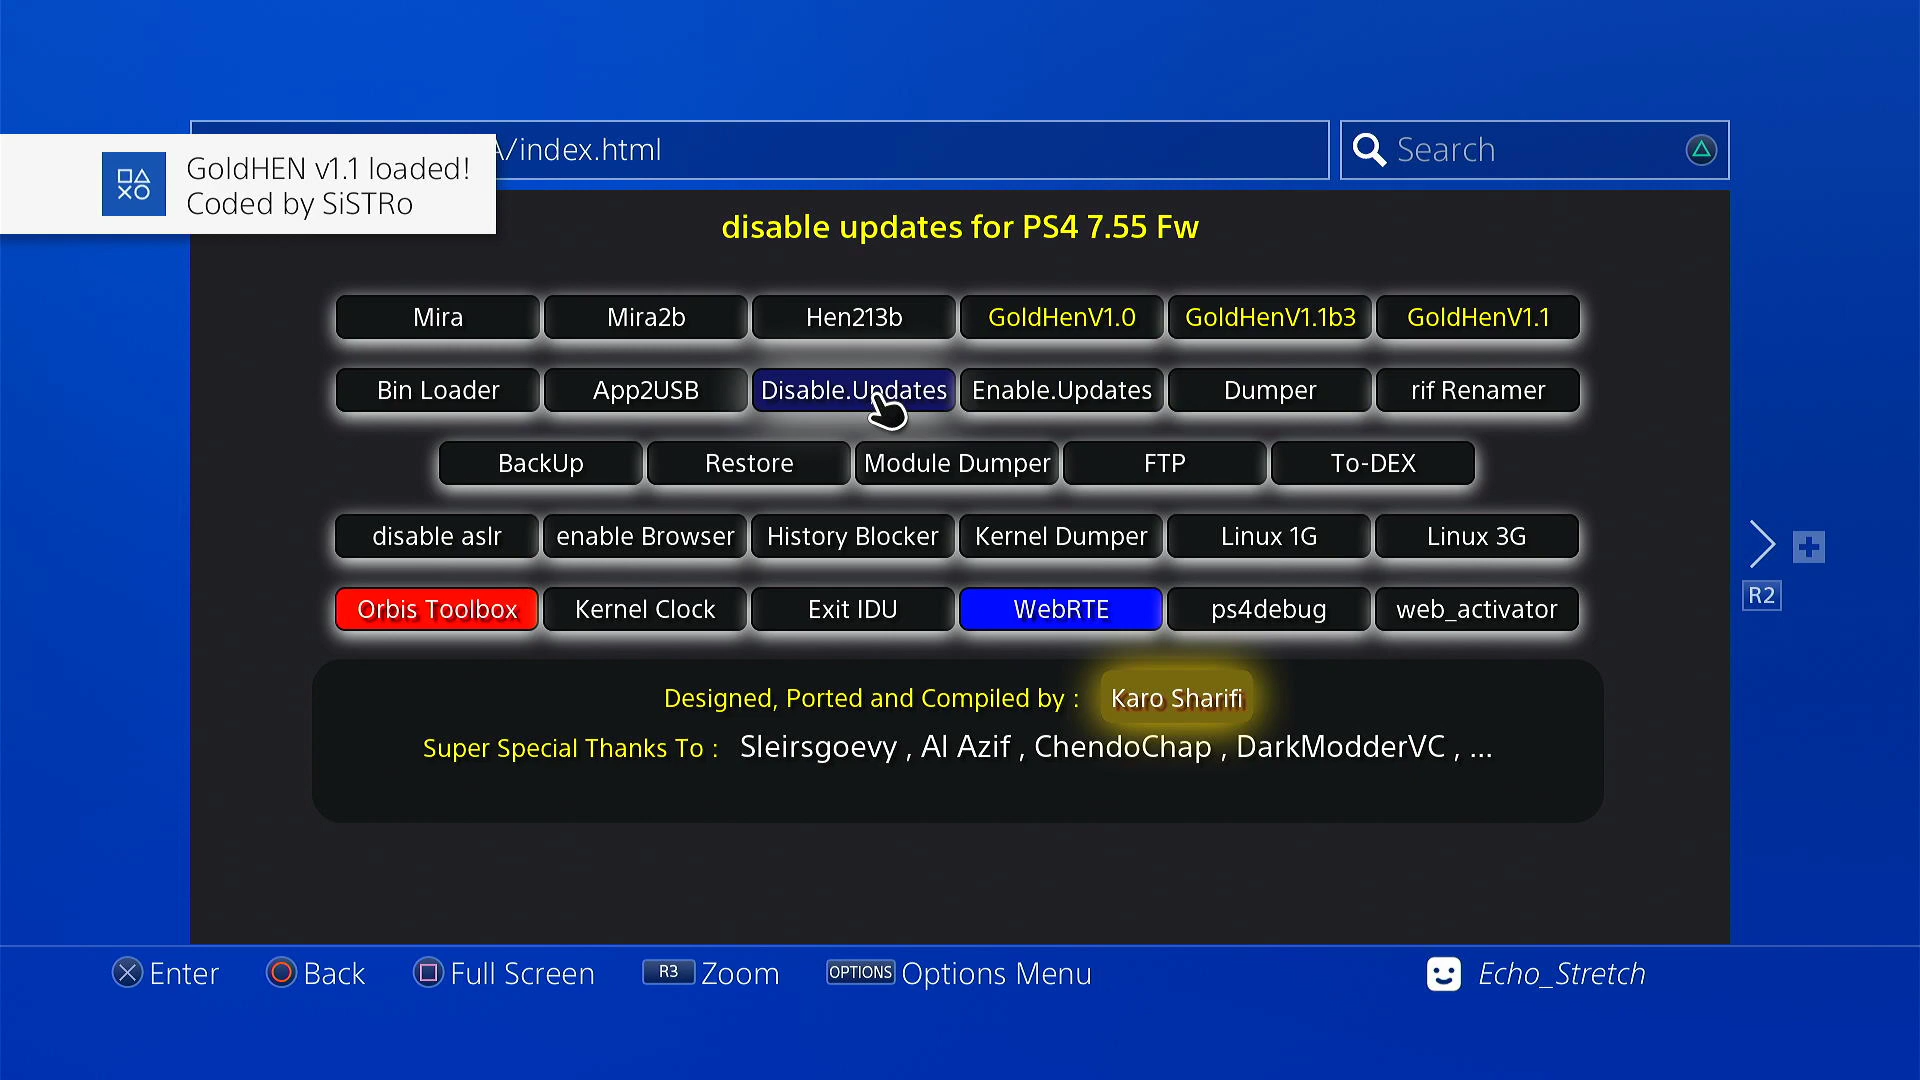 A/index.html
Search
GoldHEN v1.1 loaded!
Coded by SiSTRo
disable updates for PS4 7.55 Fw
Mira Mira2b Hen213b GoldHenV1.0 GoldHenV1.1b3 GoldHenV1.1
Bin Loader App2USB Disable.Updates Enable.Updates Dumper rif Renamer
BackUp Restore Module Dumper FTP To-DEX
disable aslr enable Browser History Blocker Kernel Dumper Linux 1G Linux 3G
Orbis Toolbox Kernel Clock Exit IDU WebRTE ps4debug web_activator
R2
Designed, Ported and Compiled by : Karo Sharifi
Super Special Thanks To : Sleirsgoevy , Al Azif , ChendoChap , DarkModderVC , ...
Enter Back Full Screen R3 Zoom OPTIONS Options Menu Echo_Stretch